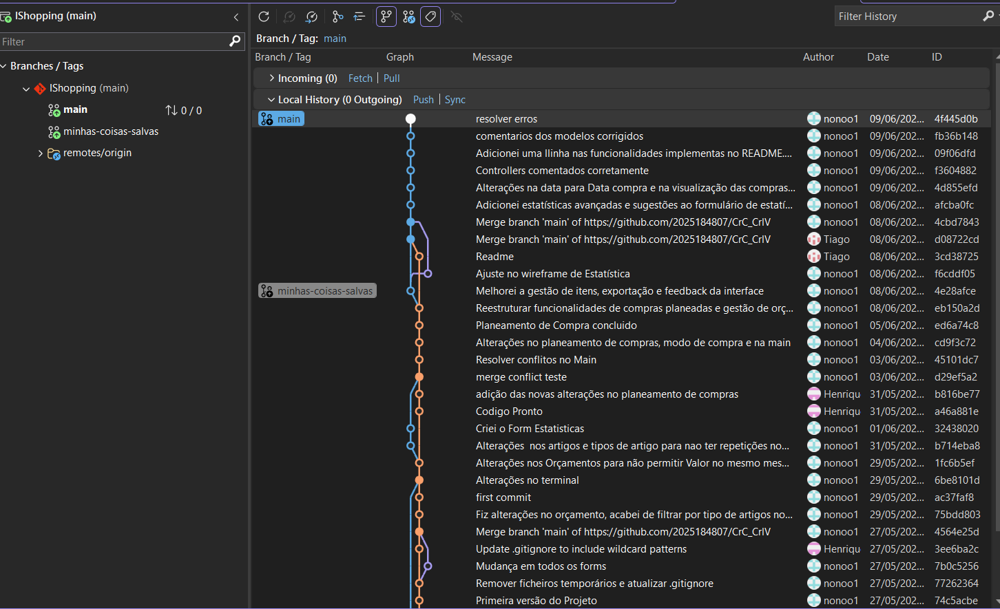 IShopping (main)
Filter History
Filter
Branch / Tag: main
Branch / Tag Graph Message Author Date ID
Branches / Tags
Incoming (0) Fetch | Pull
IShopping (main)
Local History (0 Outgoing) Push | Sync
main 0 / 0
minhas-coisas-salvas
remotes/origin
main resolver erros nonoo1 09/06/202... 4f445d0b
comentarios dos modelos corrigidos nonoo1 09/06/202... fb36b148
Adicionei uma llinha nas funcionalidades implementas no README.... nonoo1 09/06/202... 09f06dfd
Controllers comentados corretamente nonoo1 09/06/202... f3604882
Alterações na data para Data compra e na visualização das compras... nonoo1 09/06/202... 4d855efd
Adicionei estatísticas avançadas e sugestões ao formulário de estatí... nonoo1 08/06/202... afcba0fc
Merge branch 'main' of https://github.com/2025184807/CrC_CrIV nonoo1 08/06/202... 4cbd7843
Merge branch 'main' of https://github.com/2025184807/CrC_CrIV Tiago 08/06/202... d08722cd
Readme Tiago 08/06/202... 3cd38725
Ajuste no wireframe de Estatística nonoo1 08/06/202... f6cddf05
minhas-coisas-salvas Melhorei a gestão de itens, exportação e feedback da interface nonoo1 08/06/202... 4e28afce
Reestruturar funcionalidades de compras planeadas e gestão de orç... nonoo1 08/06/202... eb150a2d
Planeamento de Compra concluido nonoo1 05/06/202... ed6a74c8
Alterações no planeamento de compras, modo de compra e na main nonoo1 04/06/202... cd9f3c72
Resolver conflitos no Main nonoo1 03/06/202... 45101dc7
merge conflict teste nonoo1 03/06/202... d29ef5a2
adição das novas alterações no planeamento de compras Henriqu 31/05/202... b816be77
Codigo Pronto Henriqu 31/05/202... a46a881e
Criei o Form Estatisticas nonoo1 01/06/202... 32438020
Alterações  nos artigos e tipos de artigo para nao ter repetições no... nonoo1 31/05/202... b714eba8
Alterações nos Orçamentos para não permitir Valor no mesmo mes... nonoo1 29/05/202... 1fc6b5ef
Alterações no terminal nonoo1 29/05/202... 6be8101d
first commit nonoo1 29/05/202... ac37faf8
Fiz alterações no orçamento, acabei de filtrar por tipo de artigos no... nonoo1 29/05/202... 75bdd803
Merge branch 'main' of https://github.com/2025184807/CrC_CrIV nonoo1 27/05/202... 4564e25d
Update .gitignore to include wildcard patterns Henriqu 27/05/202... 3ee6ba2c
Mudança em todos os forms nonoo1 27/05/202... 7b0c5256
Remover ficheiros temporários e atualizar .gitignore nonoo1 27/05/202... 77262364
Primeira versão do Projeto nonoo1 27/05/202... 74c5acbe